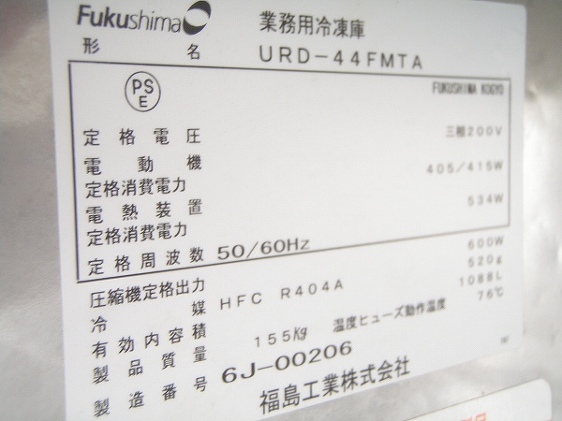 Fukushima 業務用冷凍庫
形名 URD-44FMTA
PS E FUKUSHIMA KOGYO
定格電圧 三相200V
電動機
定格消費電力 405/415W
電熱装置
定格消費電力 534W
定格周波数 50/60Hz
圧縮機定格出力 600W
冷媒 HFC R404A 520g
有効内容積 1088L
製品質量 155kg 温度ヒューズ動作温度 76℃
製造番号 6J-00206
福島工業株式会社